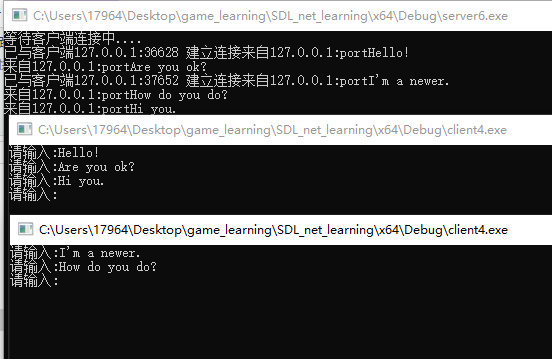 C:\Users\17964\Desktop\game_learning\SDL_net_learning\x64\Debug\server6.exe
等待客户端连接中....
已与客户端127.0.0.1:36628 建立连接来自127.0.0.1:portHello!
来自127.0.0.1:portAre you ok?
已与客户端127.0.0.1:37652 建立连接来自127.0.0.1:portI'm a newer.
来自127.0.0.1:portHow do you do?
来自127.0.0.1:portHi you.
C:\Users\17964\Desktop\game_learning\SDL_net_learning\x64\Debug\client4.exe
请输入:Hello!
请输入:Are you ok?
请输入:Hi you.
请输入:
C:\Users\17964\Desktop\game_learning\SDL_net_learning\x64\Debug\client4.exe
请输入:I'm a newer.
请输入:How do you do?
请输入: